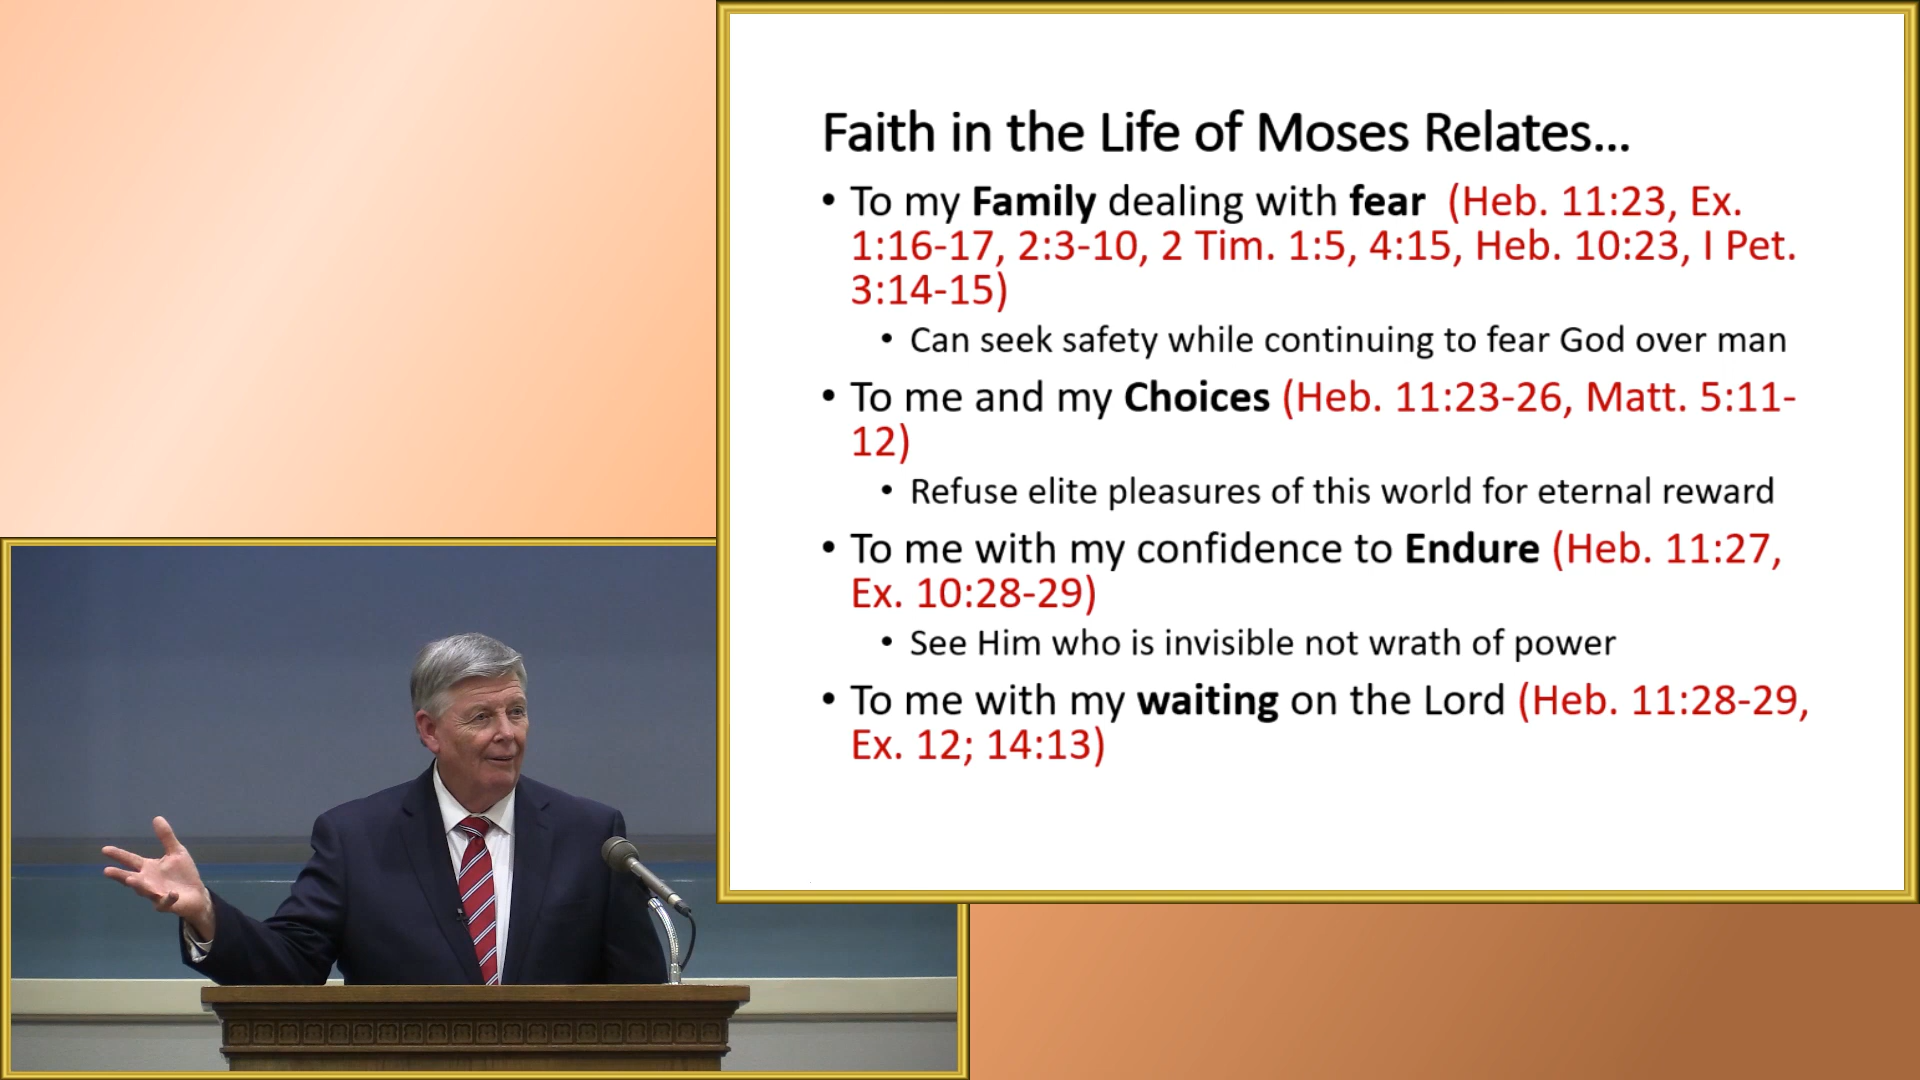 Faith in the Life of Moses Relates...
• To my Family dealing with fear (Heb. 11:23, Ex.
1:16-17, 2:3-10, 2 Tim. 1:5, 4:15, Heb. 10:23, I Pet.
3:14-15)
• Can seek safety while continuing to fear God over man
• To me and my Choices (Heb. 11:23-26, Matt. 5:11-
12)
• Refuse elite pleasures of this world for eternal reward
• To me with my confidence to Endure (Heb. 11:27,
Ex. 10:28-29)
• See Him who is invisible not wrath of power
• To me with my waiting on the Lord (Heb. 11:28-29,
Ex. 12; 14:13)